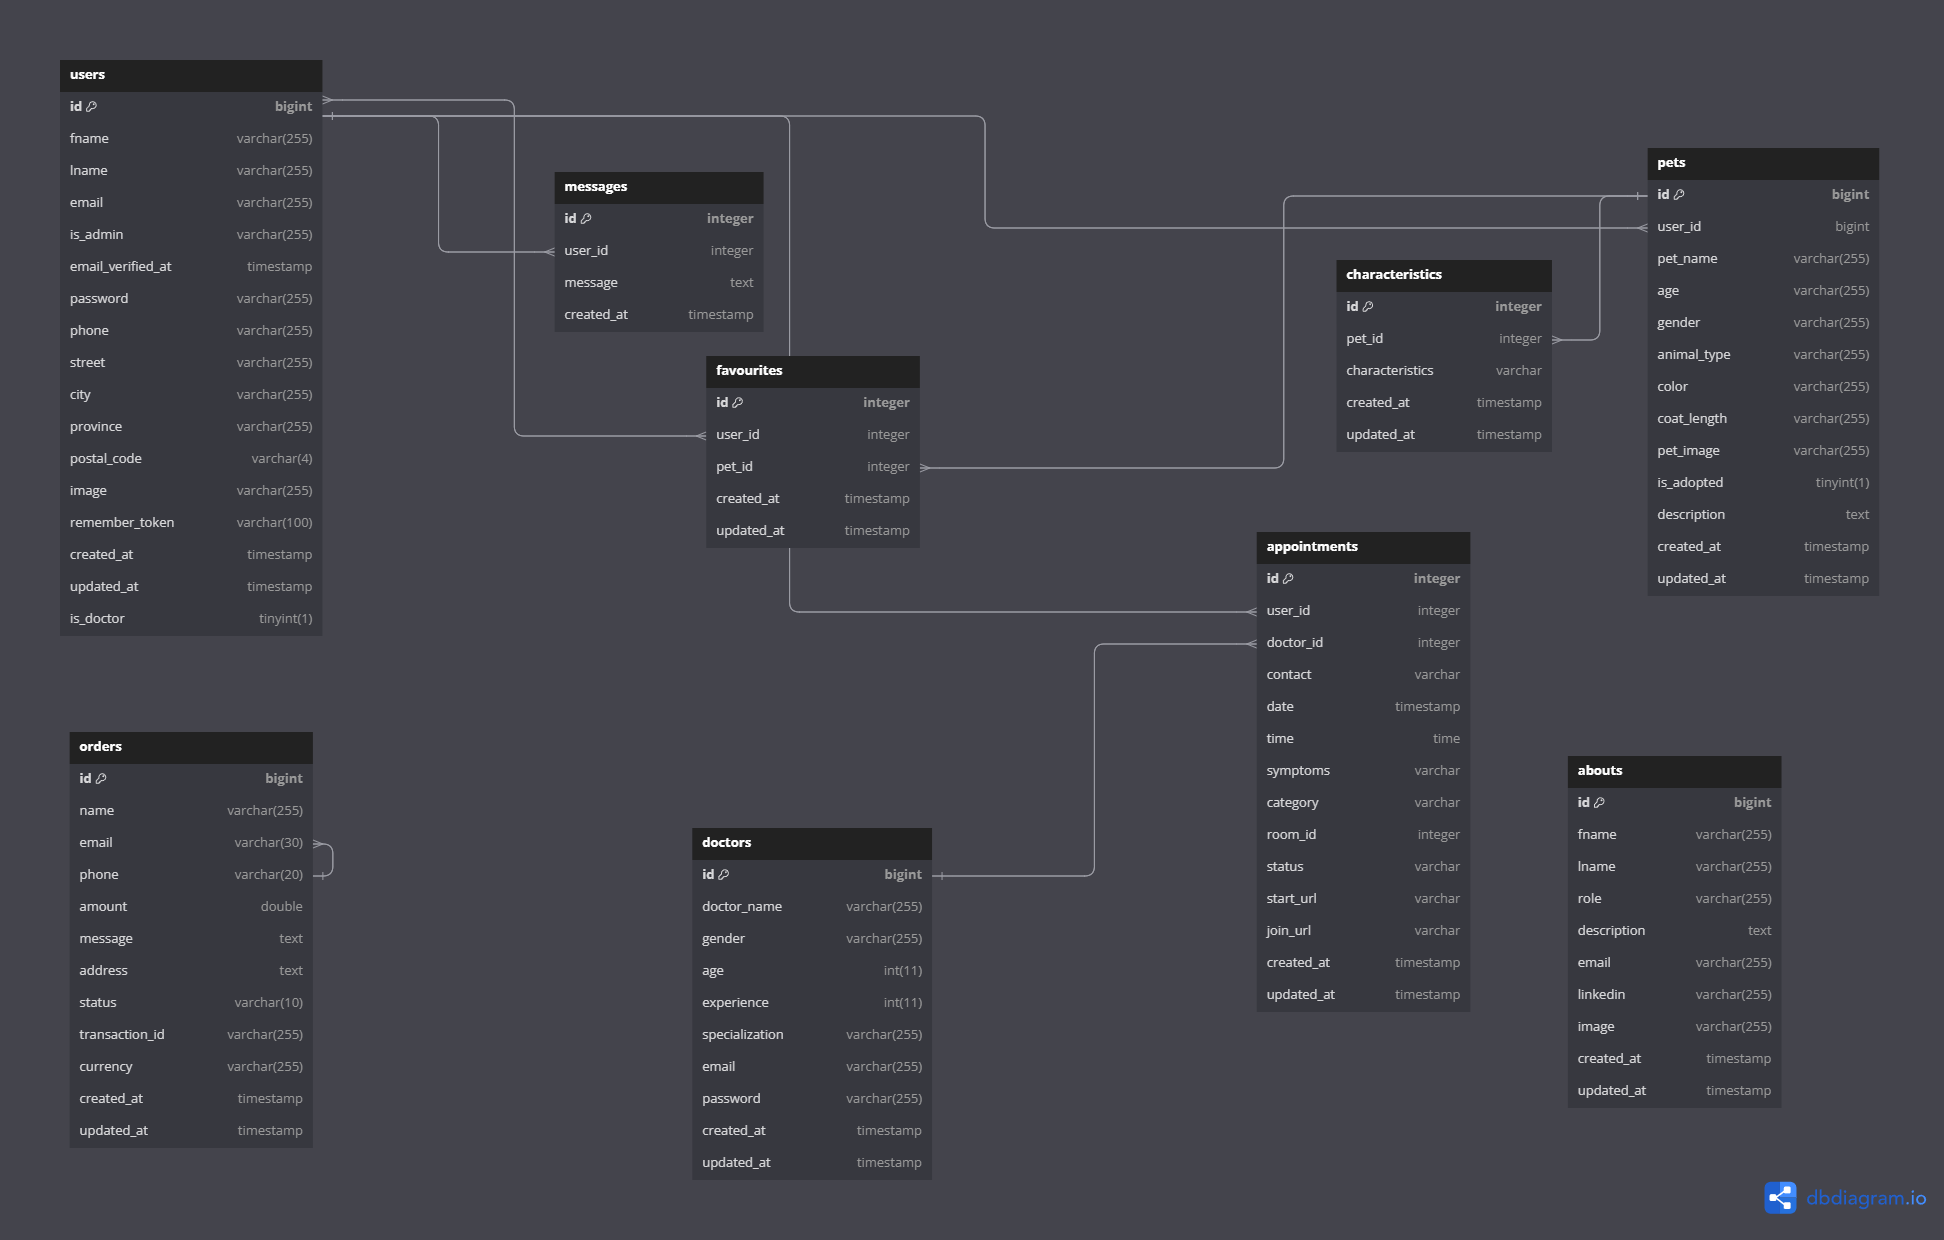 users
id bigint
fname varchar(255)
lname varchar(255)
email varchar(255)
is_admin varchar(255)
email_verified_at timestamp
password varchar(255)
phone varchar(255)
street varchar(255)
city varchar(255)
province varchar(255)
postal_code varchar(4)
image varchar(255)
remember_token varchar(100)
created_at timestamp
updated_at timestamp
is_doctor tinyint(1)
messages
id integer
user_id integer
message text
created_at timestamp
favourites
id integer
user_id integer
pet_id integer
created_at timestamp
updated_at timestamp
characteristics
id integer
pet_id integer
characteristics varchar
created_at timestamp
updated_at timestamp
pets
id bigint
user_id bigint
pet_name varchar(255)
age varchar(255)
gender varchar(255)
animal_type varchar(255)
color varchar(255)
coat_length varchar(255)
pet_image varchar(255)
is_adopted tinyint(1)
description text
created_at timestamp
updated_at timestamp
appointments
id integer
user_id integer
doctor_id integer
contact varchar
date timestamp
time time
symptoms varchar
category varchar
room_id integer
status varchar
start_url varchar
join_url varchar
created_at timestamp
updated_at timestamp
orders
id bigint
name varchar(255)
email varchar(30)
phone varchar(20)
amount double
message text
address text
status varchar(10)
transaction_id varchar(255)
currency varchar(255)
created_at timestamp
updated_at timestamp
doctors
id bigint
doctor_name varchar(255)
gender varchar(255)
age int(11)
experience int(11)
specialization varchar(255)
email varchar(255)
password varchar(255)
created_at timestamp
updated_at timestamp
abouts
id bigint
fname varchar(255)
lname varchar(255)
role varchar(255)
description text
email varchar(255)
linkedin varchar(255)
image varchar(255)
created_at timestamp
updated_at timestamp
dbdiagram.io